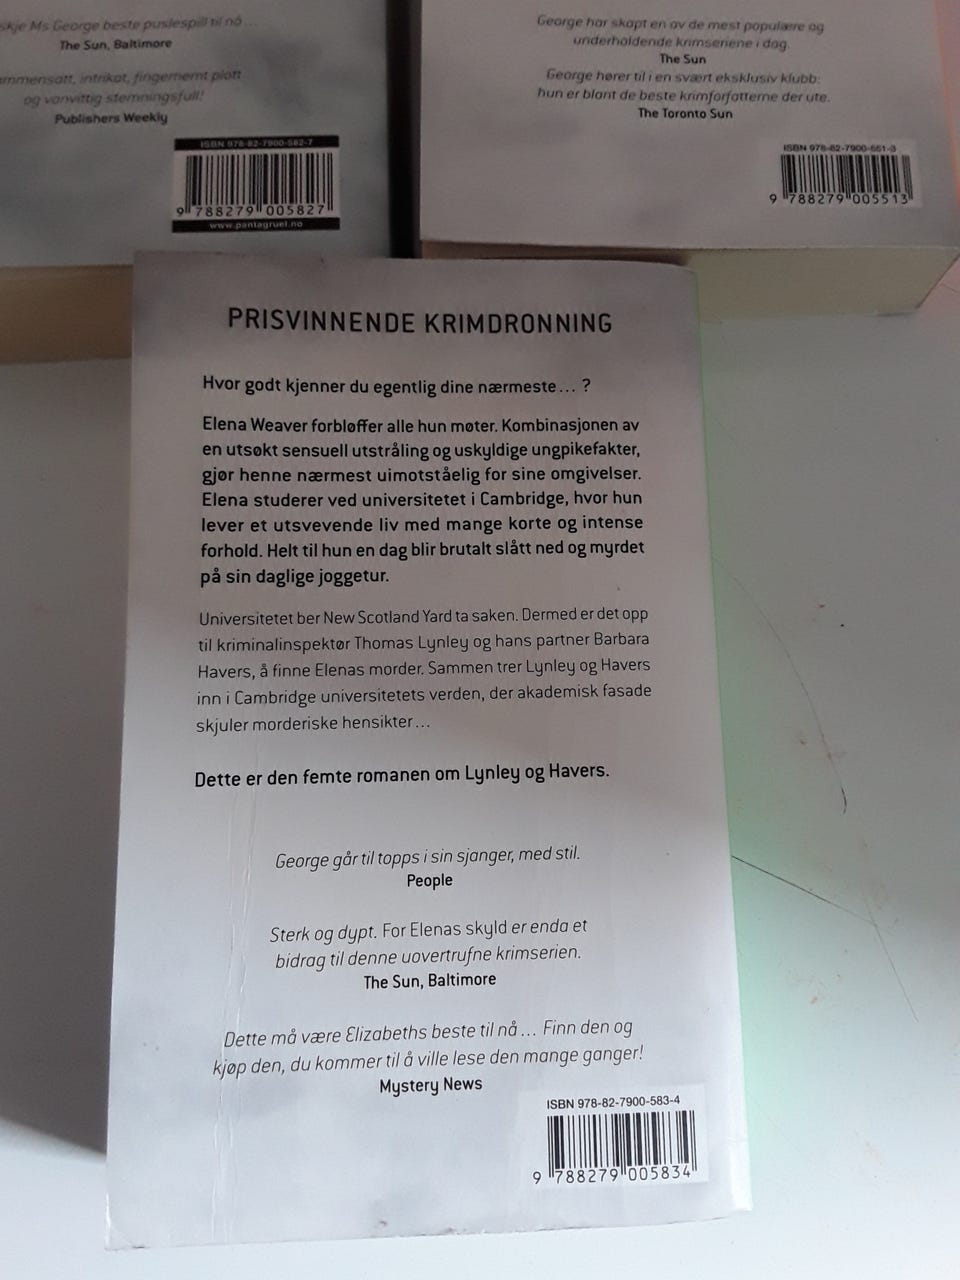 skje Ms George beste puslespill til nå ...
The Sun, Baltimore
mmensatt, intrikat, fingernemt plott
og vanvittig stemningsfull!
Publishers Weekly
ISBN 978-82-7900-582-7
9 788279 005827
www.pantagruel.no
George har skapt en av de mest populære og
underholdende krimseriene i dag.
The Sun
George hører til i en svært eksklusiv klubb:
hun er blant de beste krimforfatterne der ute.
The Toronto Sun
ISBN 978-82-7900-551-3
9 788279 005513
PRISVINNENDE KRIMDRONNING
Hvor godt kjenner du egentlig dine nærmeste ... ?
Elena Weaver forbløffer alle hun møter. Kombinasjonen av
en utsøkt sensuell utstråling og uskyldige ungpikefakter,
gjør henne nærmest uimotståelig for sine omgivelser.
Elena studerer ved universitetet i Cambridge, hvor hun
lever et utsvevende liv med mange korte og intense
forhold. Helt til hun en dag blir brutalt slått ned og myrdet
på sin daglige joggetur.
Universitetet ber New Scotland Yard ta saken. Dermed er det opp
til kriminalinspektør Thomas Lynley og hans partner Barbara
Havers, å finne Elenas morder. Sammen trer Lynley og Havers
inn i Cambridge universitetets verden, der akademisk fasade
skjuler morderiske hensikter ...
Dette er den femte romanen om Lynley og Havers.
George går til topps i sin sjanger, med stil.
People
Sterk og dypt. For Elenas skyld er enda et
bidrag til denne uovertrufne krimserien.
The Sun, Baltimore
Dette må være Elizabeths beste til nå ... Finn den og
kjøp den, du kommer til å ville lese den mange ganger!
Mystery News
ISBN 978-82-7900-583-4
9 788279 005834